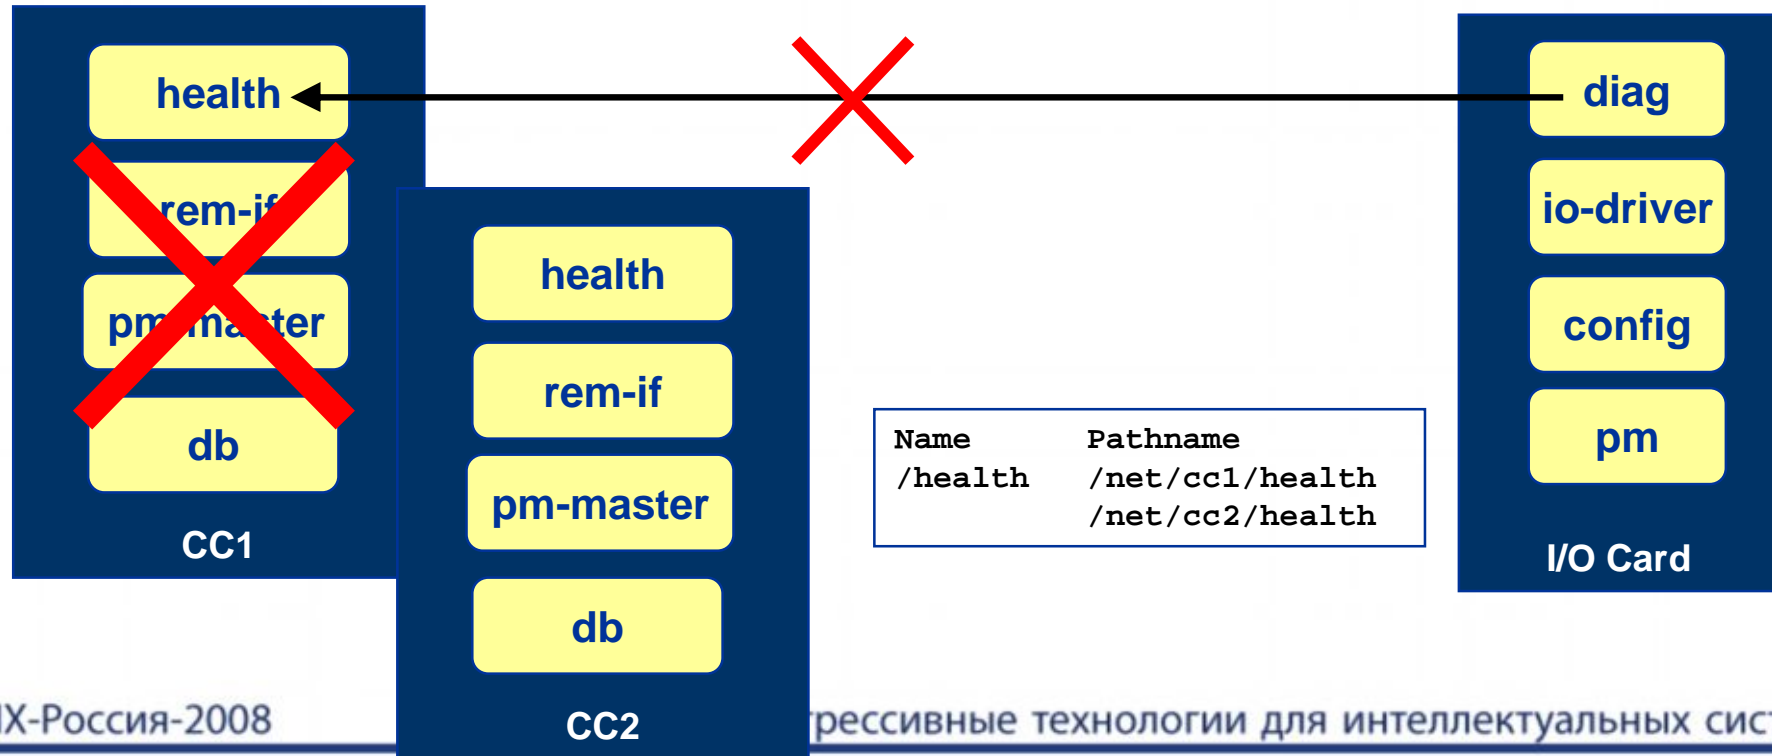 health
rem-if
pm-master
db
CC1
health
rem-if
pm-master
db
CC2
Name Pathname
/health /net/cc1/health
/net/cc2/health
diag
io-driver
config
pm
I/O Card
Х-Россия-2008
рессивные технологии для интеллектуальных сист